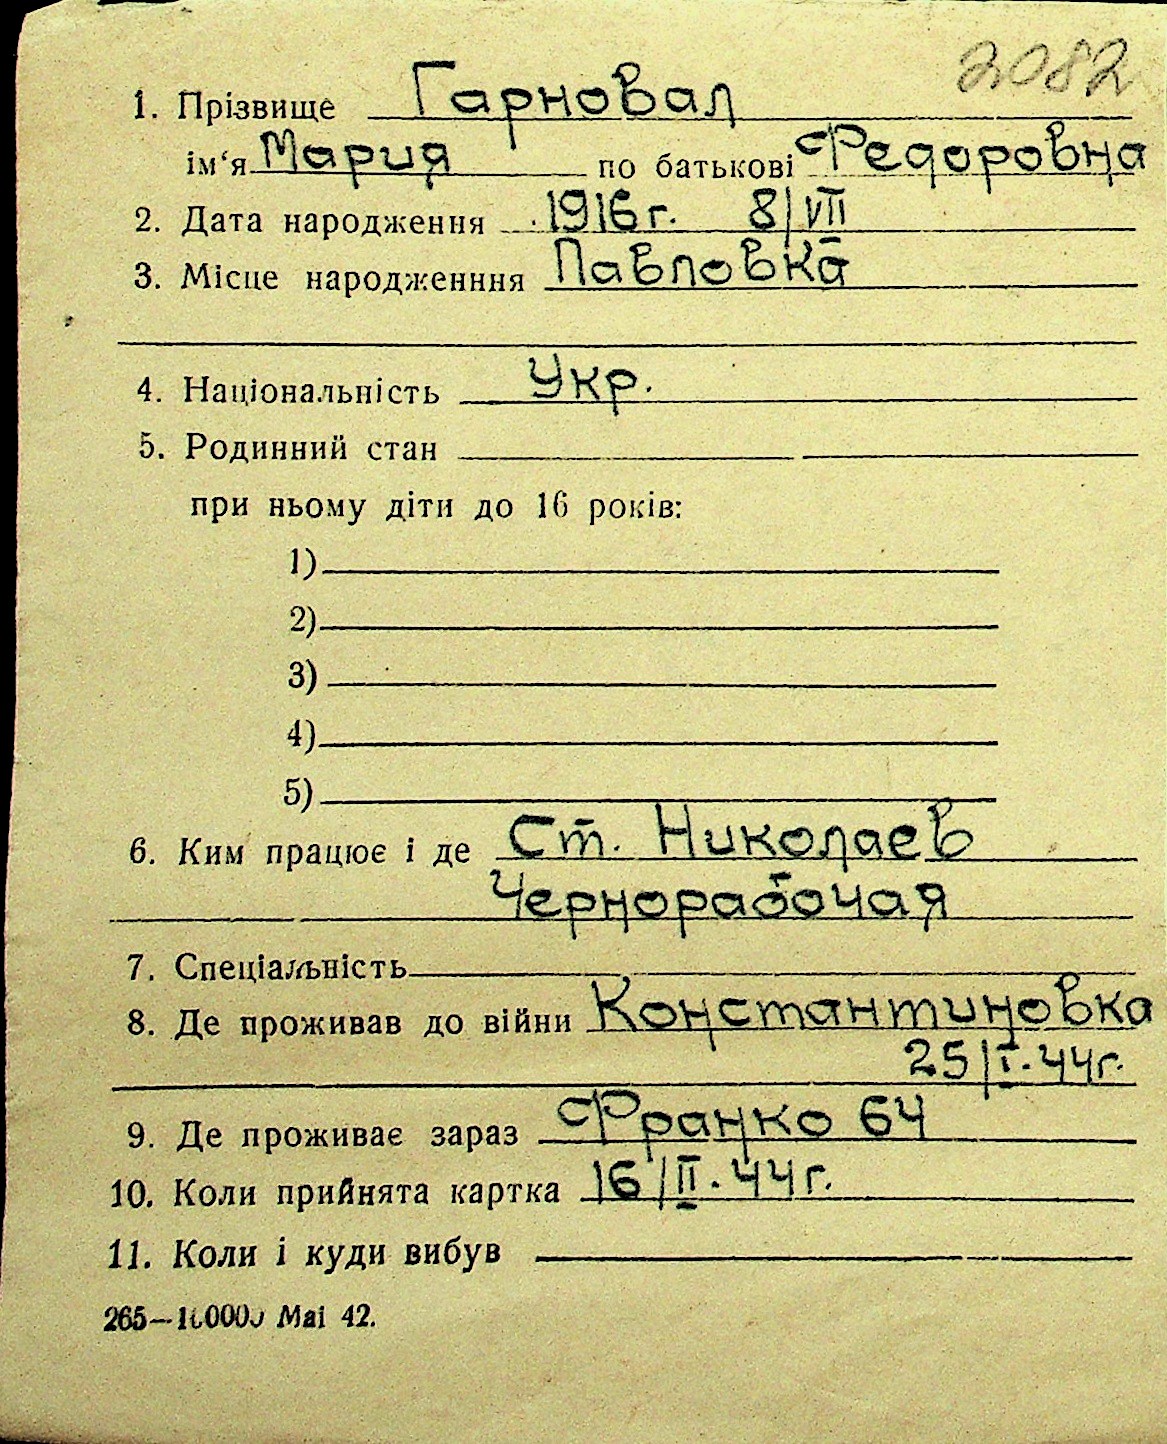 2082
1. Прізвище Гарновал
ім‘я Мария по батькові Федоровна
2. Дата народження 1916 г. 8/VII
3. Місце народженння Павловка
4. Національність Укр.
5. Родинний стан
при ньому діти до 16 років:
1)
2)
3)
4)
5)
6. Ким працює і де Ст. Николаев
Чернорабочая
7. Спеціальність
8. Де проживав до війни Константиновка
25/I.44г.
9. Де проживає зараз Франко 64
10. Коли прийнята картка 16/II.44г.
11. Коли і куди вибув
265—10000 Mai 42.